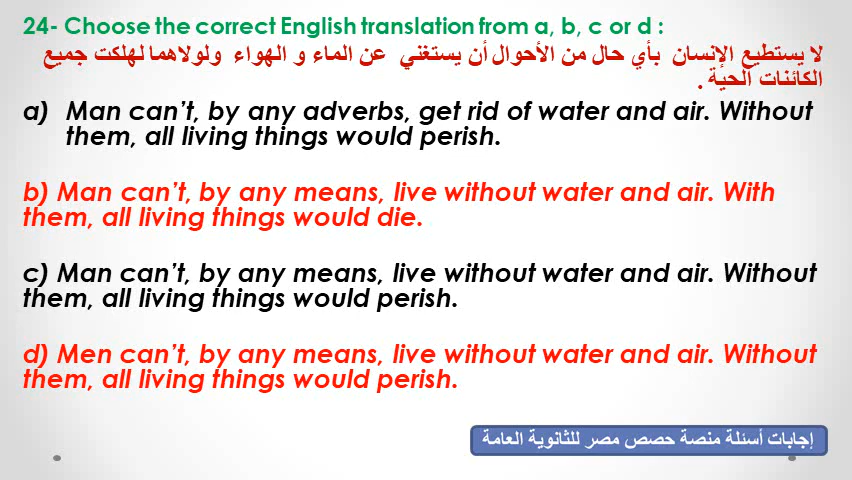 24- Choose the correct English translation from a, b, c or d :
لا يستطيع الإنسان بأي حال من الأحوال أن يستغني عن الماء و الهواء ولولاهما لهلكت جميع
الكائنات الحية .
a) Man can’t, by any adverbs, get rid of water and air. Without
them, all living things would perish.
b) Man can’t, by any means, live without water and air. With
them, all living things would die.
c) Man can’t, by any means, live without water and air. Without
them, all living things would perish.
d) Men can’t, by any means, live without water and air. Without
them, all living things would perish.
إجابات أسئلة منصة حصص مصر للثانوية العامة